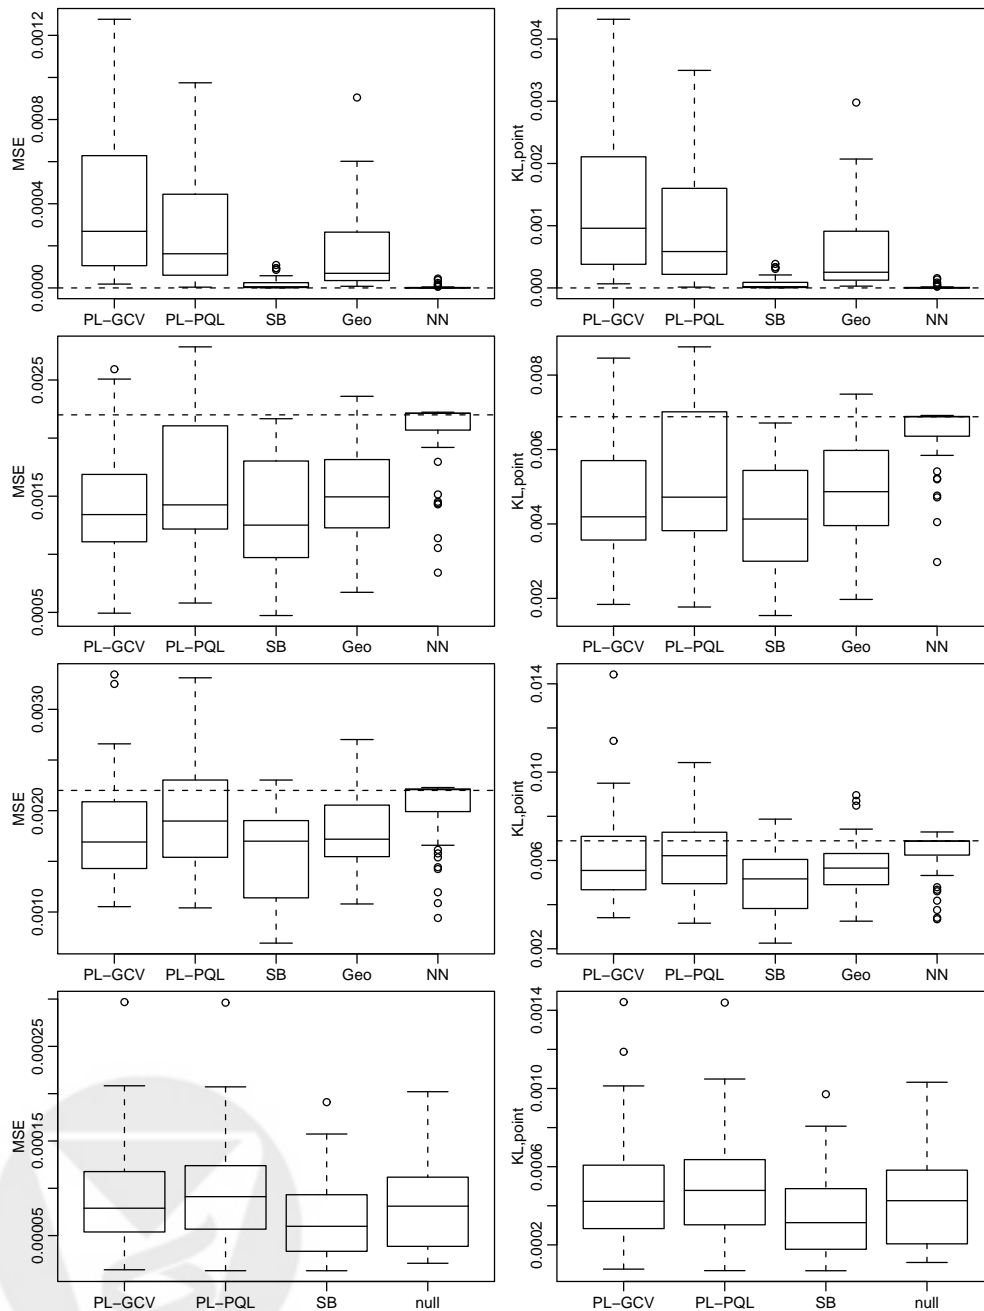 MSE
0.0000
0.0004
0.0008
0.0012
PL−GCV PL−PQL SB Geo NN
KL,point
0.000
0.001
0.002
0.003
0.004
PL−GCV PL−PQL SB Geo NN
MSE
0.0005
0.0015
0.0025
PL−GCV PL−PQL SB Geo NN
KL,point
0.002
0.004
0.006
0.008
PL−GCV PL−PQL SB Geo NN
MSE
0.0010
0.0020
0.0030
PL−GCV PL−PQL SB Geo NN
KL,point
0.002
0.006
0.010
0.014
PL−GCV PL−PQL SB Geo NN
MSE
0.00005
0.00015
0.00025
PL−GCV PL−PQL SB null
KL,point
0.0002
0.0006
0.0010
0.0014
PL−GCV PL−PQL SB null